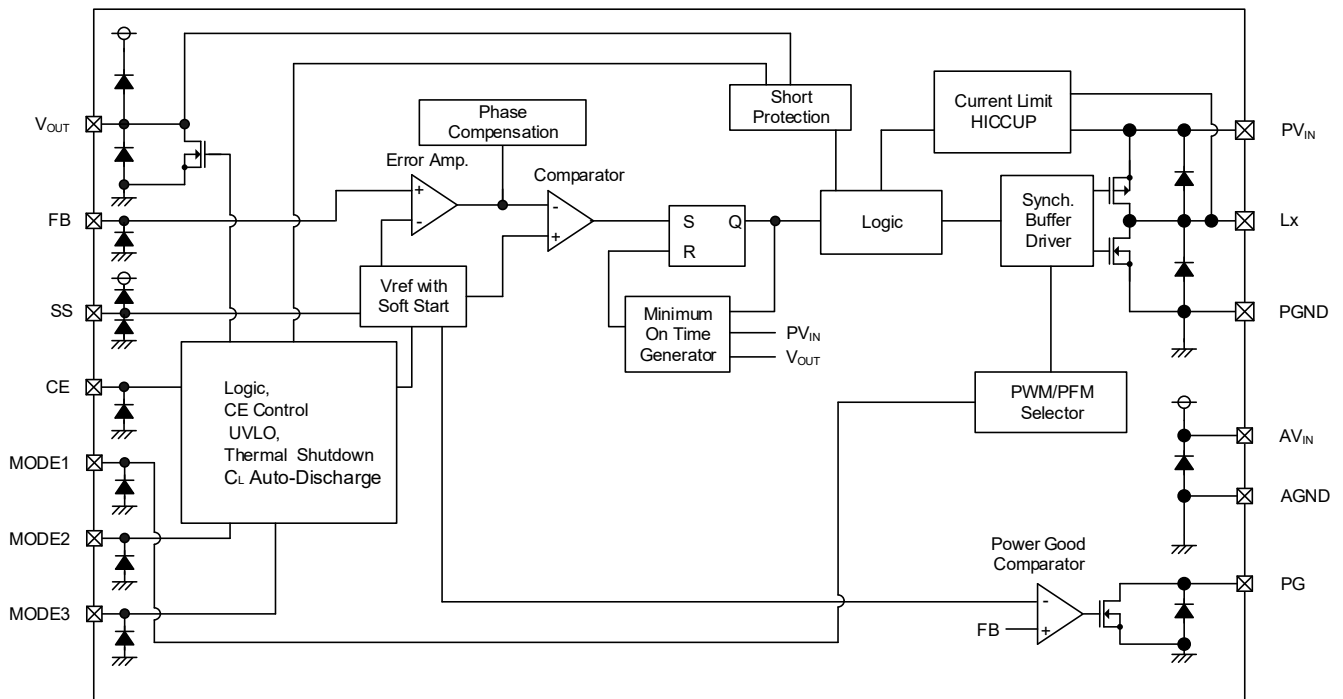 VOUT
FB
SS
CE
MODE1
MODE2
MODE3
Phase
Compensation
Error Amp.
+
-
Comparator
-
+
Vref with
Soft Start
Logic,
CE Control
UVLO,
Thermal Shutdown
CL Auto-Discharge
S
Q
R
Minimum
On Time
Generator
PVIN
VOUT
Short
Protection
Logic
Current Limit
HICCUP
Synch.
Buffer
Driver
PWM/PFM
Selector
Power Good
Comparator
-
FB
+
PVIN
Lx
PGND
AVIN
AGND
PG